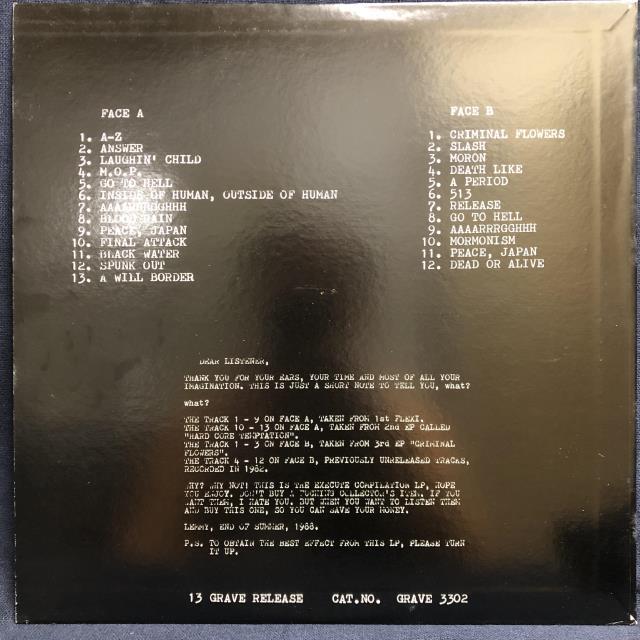 FACE A
1. A-Z
2. ANSWER
3. LAUGHIN' CHILD
4. M.O.P.
5. GO TO HELL
6. INSIDE OF HUMAN, OUTSIDE OF HUMAN
7. AAAARRRGGHHH
8. BLOOD RAIN
9. PEACE, JAPAN
10. FINAL ATTACK
11. BLACK WATER
12. SPUNK OUT
13. A WILL BORDER
FACE B
1. CRIMINAL FLOWERS
2. SLASH
3. MORON
4. DEATH LIKE
5. A PERIOD
6. 513
7. RELEASE
8. GO TO HELL
9. AAAARRRGGHHH
10. MORMONISM
11. PEACE, JAPAN
12. DEAD OR ALIVE
DEAR LISTENER,
THANK YOU FOR YOUR EARS, YOUR TIME AND MOST OF ALL YOUR
IMAGINATION. THIS IS JUST A SHORT NOTE TO TELL YOU, what?
what?
THE TRACK 1 - 9 ON FACE A, TAKEN FROM 1st FLEXI.
THE TRACK 10 - 13 ON FACE A, TAKEN FROM 2nd EP CALLED
"HARD CORE TEMPTATION".
THE TRACK 1 - 3 ON FACE B, TAKEN FROM 3rd EP "CRIMINAL
FLOWERS".
THE TRACK 4 - 12 ON FACE B, PREVIOUSLY UNRELEASED TRACKS,
RECORDED IN 1982.
WHY? WHY NOT! THIS IS THE EXECUTE COMPILATION LP, HOPE
YOU ENJOY. DON'T BUY A FUCKING COLLECTOR'S ITEM. IF YOU
WANT THEM, I HATE YOU. BUT WHEN YOU WANT TO LISTEN THEM
AND BUY THIS ONE, SO YOU CAN SAVE YOUR MONEY.
LEMMY, END OF SUMMER, 1988.
P.S. TO OBTAIN THE BEST EFFECT FROM THIS LP, PLEASE TURN
IT UP.
13 GRAVE RELEASE CAT.NO. GRAVE 3302